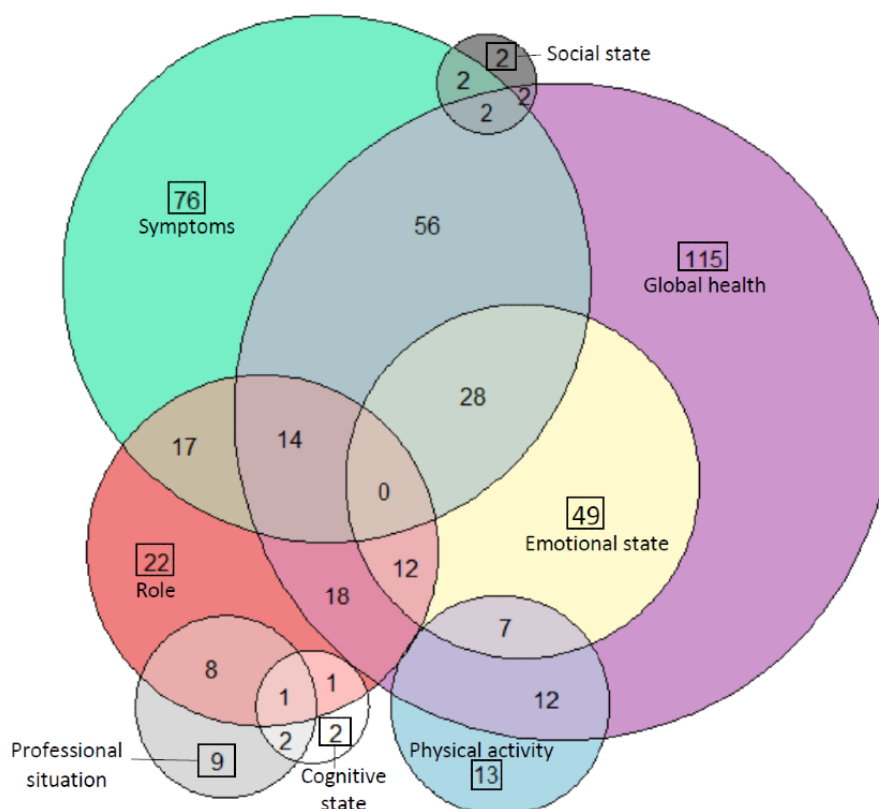 2
Social state
2
2
2
76
Symptoms
56
115
Global health
28
17
14
0
49
Emotional state
22
Role
12
18
7
8
1
1
12
2
2
Professional
situation
9
Cognitive
state
Physical activity
13